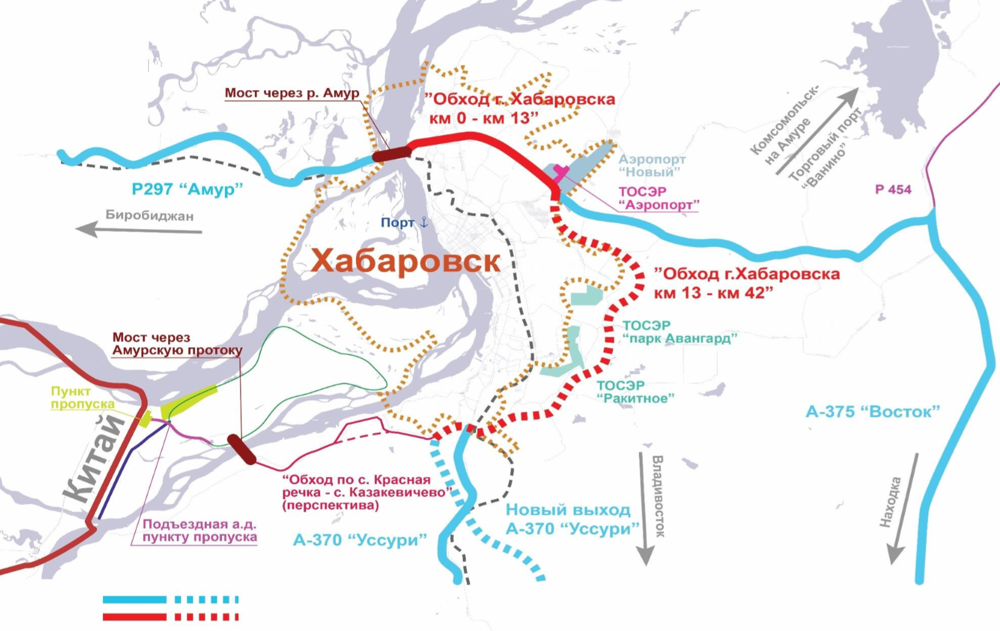 Мост через р. Амур
”Обход г. Хабаровска
км 0 - км 13”
Комсомольск-
на Амуре
Торговый порт
“Ванино”
Аэропорт
“Новый”
ТОСЭР
“Аэропорт”
Р 454
Р297 “Амур”
Биробиджан
Порт
Хабаровск
”Обход г.Хабаровска
км 13 - км 42”
ТОСЭР
“парк Авангард”
Мост через
Амурскую протоку
Пункт
пропуска
ТОСЭР
“Ракитное”
А-375 “Восток”
Китай
Владивосток
Находка
“Обход по с. Красная
речка - с. Казакевичево”
(перспектива)
Новый выход
А-370 “Уссури”
Подъездная а.д.
пункту пропуска
А-370 “Уссури”